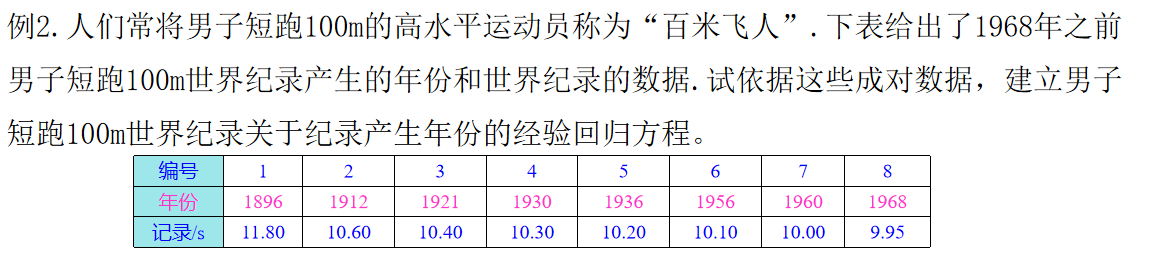 例2.人们常将男子短跑100m的高水平运动员称为“百米飞人”.下表给出了1968年之前
男子短跑100m世界纪录产生的年份和世界纪录的数据.试依据这些成对数据，建立男子
短跑100m世界纪录关于纪录产生年份的经验回归方程。
编号 1 2 3 4 5 6 7 8
年份 1896 1912 1921 1930 1936 1956 1960 1968
记录/s 11.80 10.60 10.40 10.30 10.20 10.10 10.00 9.95